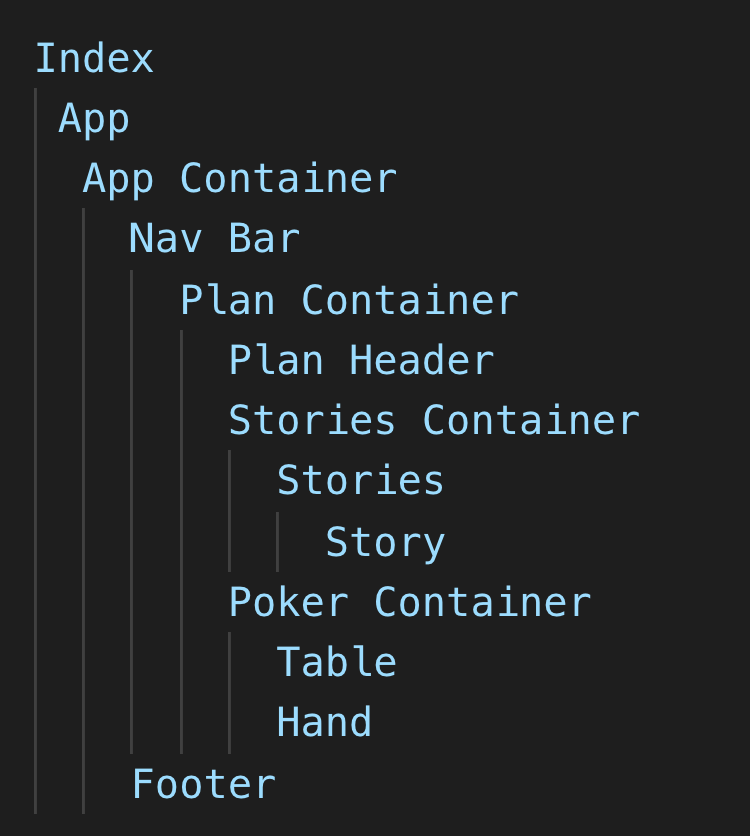 Index
App
App Container
Nav Bar
Plan Container
Plan Header
Stories Container
Stories
Story
Poker Container
Table
Hand
Footer